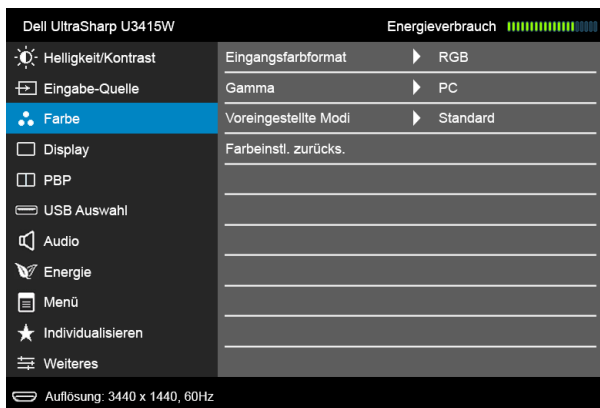 Dell UltraSharp U3415W Energieverbrauch
Helligkeit/Kontrast Eingangsfarbformat RGB
Eingabe-Quelle Gamma PC
Farbe Voreingestellte Modi Standard
Display Farbeinstl. zurücks.
PBP
USB Auswahl
Audio
Energie
Menü
Individualisieren
Weiteres
Auflösung: 3440 x 1440, 60Hz